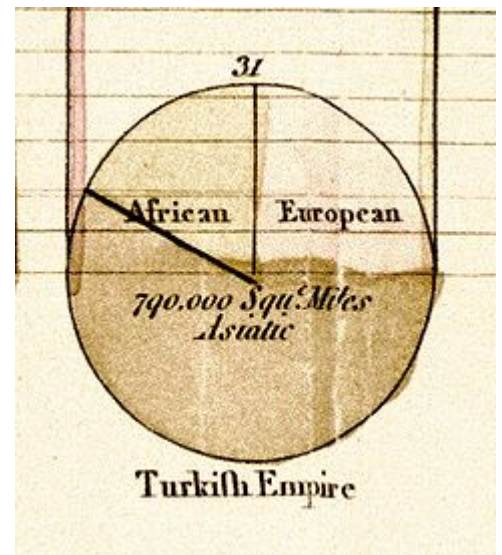 31
African European
790.000 Squ.ᵉ Miles
Asiatic
Turkiſh Empire